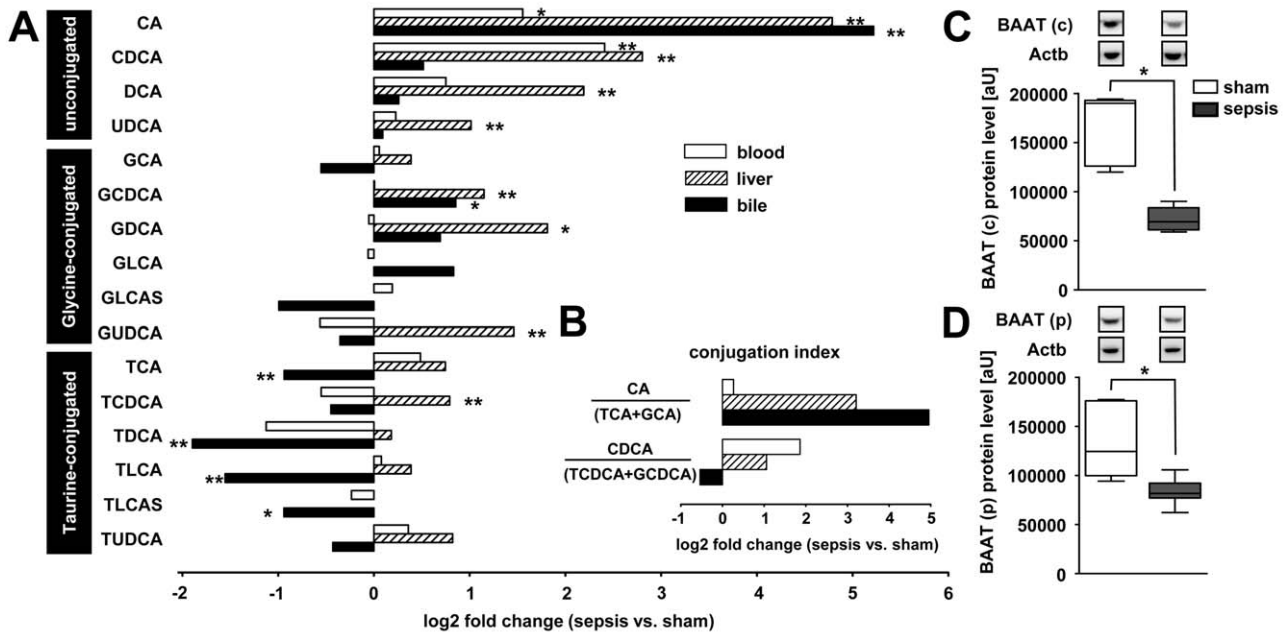 A
unconjugated
CA
*
**
**
CDCA
**
**
DCA
**
UDCA
**
Glycine-conjugated
GCA
GCDCA
**
*
GDCA
*
GLCA
GLCAS
GUDCA
**
Taurine-conjugated
TCA
**
TCDCA
**
TDCA
**
TLCA
**
TLCAS
*
TUDCA
-2 -1 0 1 2 3 4 5 6
log2 fold change (sepsis vs. sham)
blood
liver
bile
B
conjugation index
CA
(TCA+GCA)
CDCA
(TCDCA+GCDCA)
-1 0 1 2 3 4 5
log2 fold change (sepsis vs. sham)
C
BAAT (c)
Actb
*
sham
sepsis
BAAT (c) protein level [aU]
200000
150000
100000
50000
0
D
BAAT (p)
Actb
*
BAAT (p) protein level [aU]
200000
150000
100000
50000
0